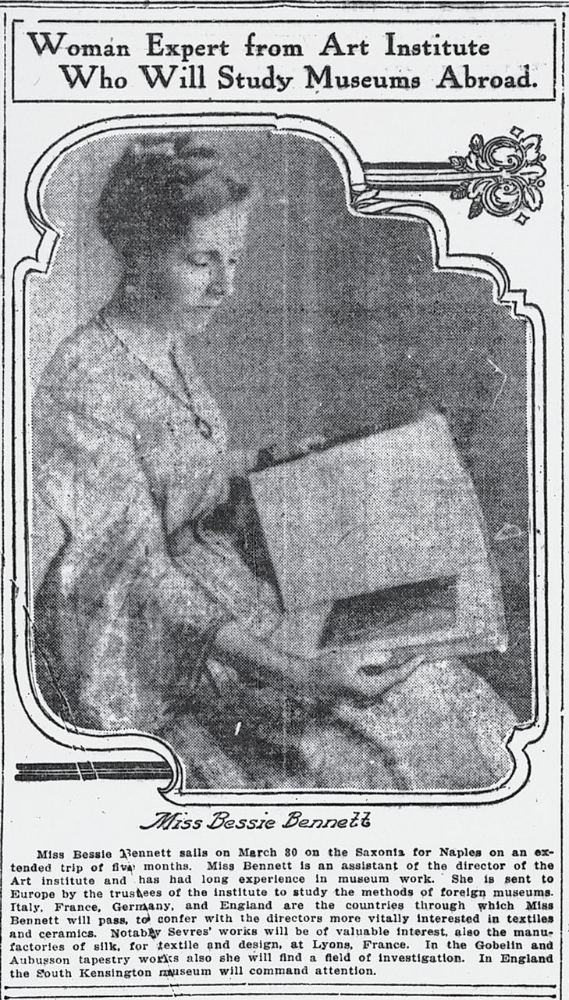 Woman Expert from Art Institute
Who Will Study Museums Abroad.
Miss Bessie Bennett
Miss Bessie Bennett sails on March 30 on the Saxonia for Naples on an ex-
tended trip of five months. Miss Bennett is an assistant of the director of the
Art institute and has had long experience in museum work. She is sent to
Europe by the trustees of the institute to study the methods of foreign museums.
Italy, France, Germany, and England are the countries through which Miss
Bennett will pass, to confer with the directors more vitally interested in textiles
and ceramics. Notably Sevres' works will be of valuable interest, also the manu-
factories of silk, for textile and design, at Lyons, France. In the Gobelin and
Aubusson tapestry works also she will find a field of investigation. In England
the South Kensington museum will command attention.